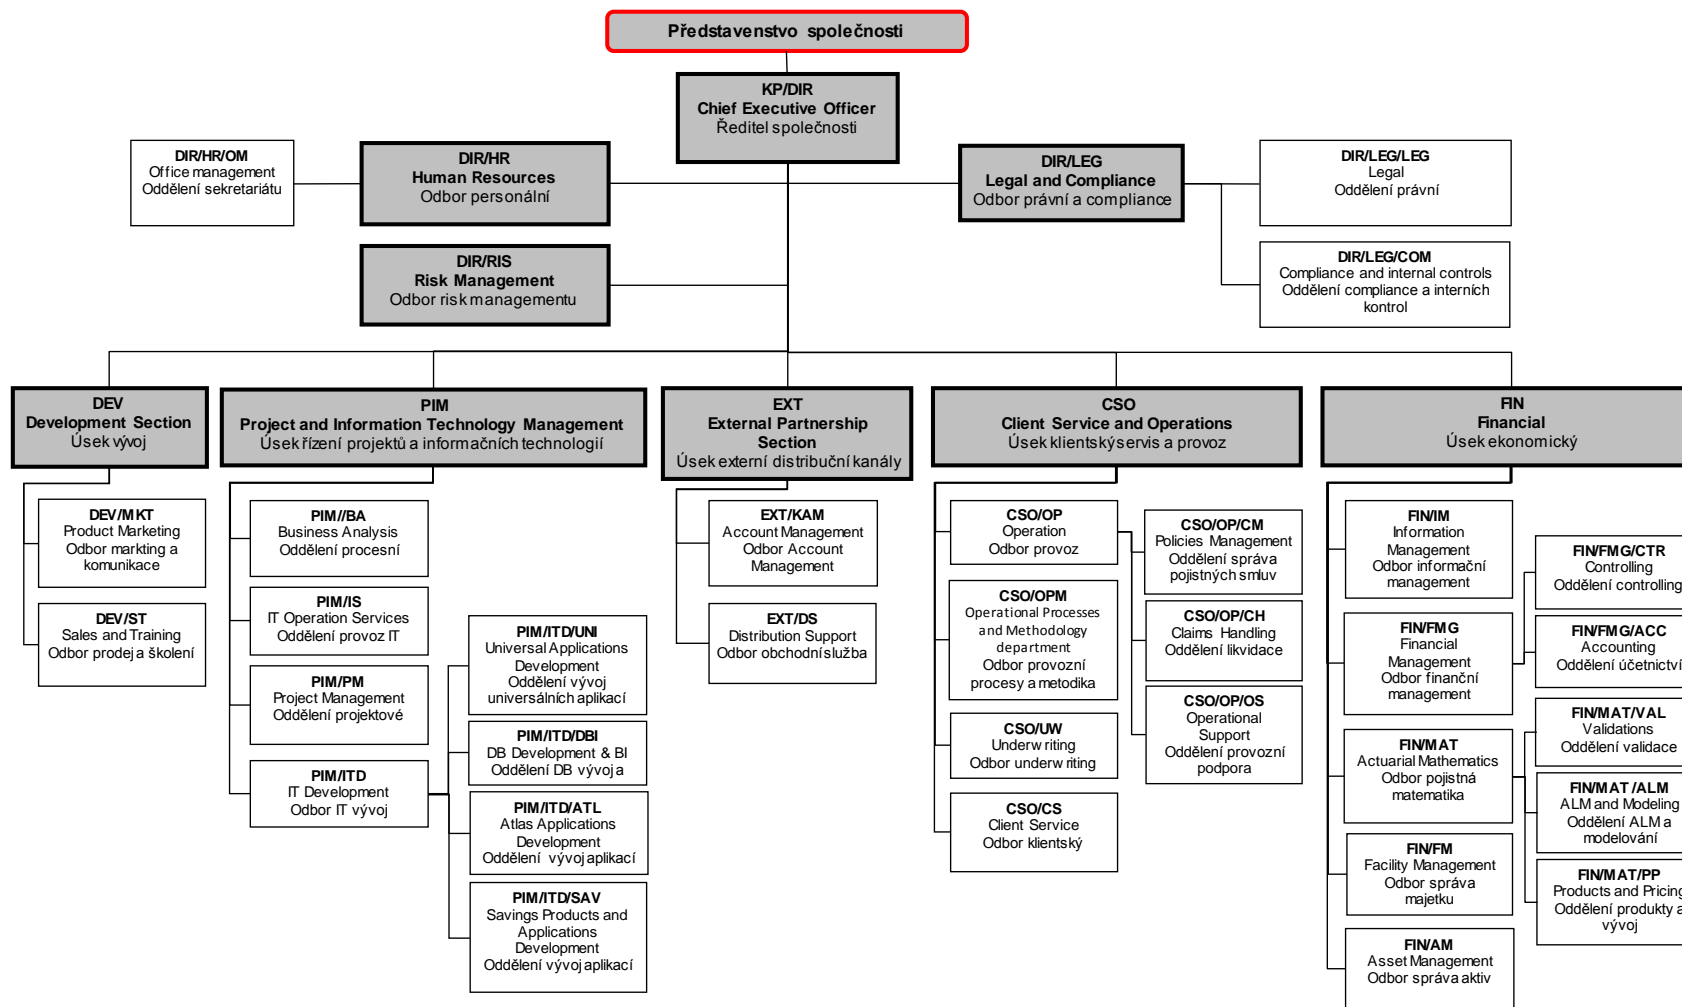 Představenstvo společnosti
KP/DIR
Chief Executive Officer
Ředitel společnosti
DIR/HR/OM
Office management
Oddělení sekretariátu
DIR/HR
Human Resources
Odbor personální
DIR/LEG
Legal and Compliance
Odbor právní a compliance
DIR/LEG/LEG
Legal
Oddělení právní
DIR/RIS
Risk Management
Odbor risk managementu
DIR/LEG/COM
Compliance and internal controls
Oddělení compliance a interních
kontrol
DEV
Development Section
Úsek vývoj
PIM
Project and Information Technology Management
Úsek řízení projektů a informačních technologií
EXT
External Partnership
Section
Úsek externí distribuční kanály
CSO
Client Service and Operations
Úsek klientský servis a provoz
FIN
Financial
Úsek ekonomický
DEV/MKT
Product Marketing
Odbor markting a
komunikace
DEV/ST
Sales and Training
Odbor prodej a školení
PIM//BA
Business Analysis
Oddělení procesní
PIM/IS
IT Operation Services
Oddělení provoz IT
PIM/PM
Project Management
Oddělení projektové
PIM/ITD
IT Development
Odbor IT vývoj
PIM/ITD/UNI
Universal Applications
Development
Oddělení vývoj
universálních aplikací
PIM/ITD/DBI
DB Development & BI
Oddělení DB vývoj a
PIM/ITD/ATL
Atlas Applications
Development
Oddělení vývoj aplikací
PIM/ITD/SAV
Savings Products and
Applications
Development
Oddělení vývoj aplikací
EXT/KAM
Account Management
Odbor Account
Management
EXT/DS
Distribution Support
Odbor obchodní služba
CSO/OP
Operation
Odbor provoz
CSO/OPM
Operational Processes
and Methodology
department
Odbor provozní
procesy a metodika
CSO/UW
Underwriting
Odbor underwriting
CSO/CS
Client Service
Odbor klientský
CSO/OP/CM
Policies Management
Oddělení správa
pojistných smluv
CSO/OP/CH
Claims Handling
Oddělení likvidace
CSO/OP/OS
Operational
Support
Oddělení provozní
podpora
FIN/IM
Information
Management
Odbor informační
management
FIN/FMG
Financial
Management
Odbor finanční
management
FIN/MAT
Actuarial Mathematics
Odbor pojistná
matematika
FIN/FM
Facility Management
Odbor správa
majetku
FIN/AM
Asset Management
Odbor správa aktiv
FIN/FMG/CTR
Controlling
Oddělení controlling
FIN/FMG/ACC
Accounting
Oddělení účetnictví
FIN/MAT/VAL
Validations
Oddělení validace
FIN/MAT/ALM
ALM and Modeling
Oddělení ALM a
modelování
FIN/MAT/PP
Products and Pricing
Oddělení produkty a
vývoj